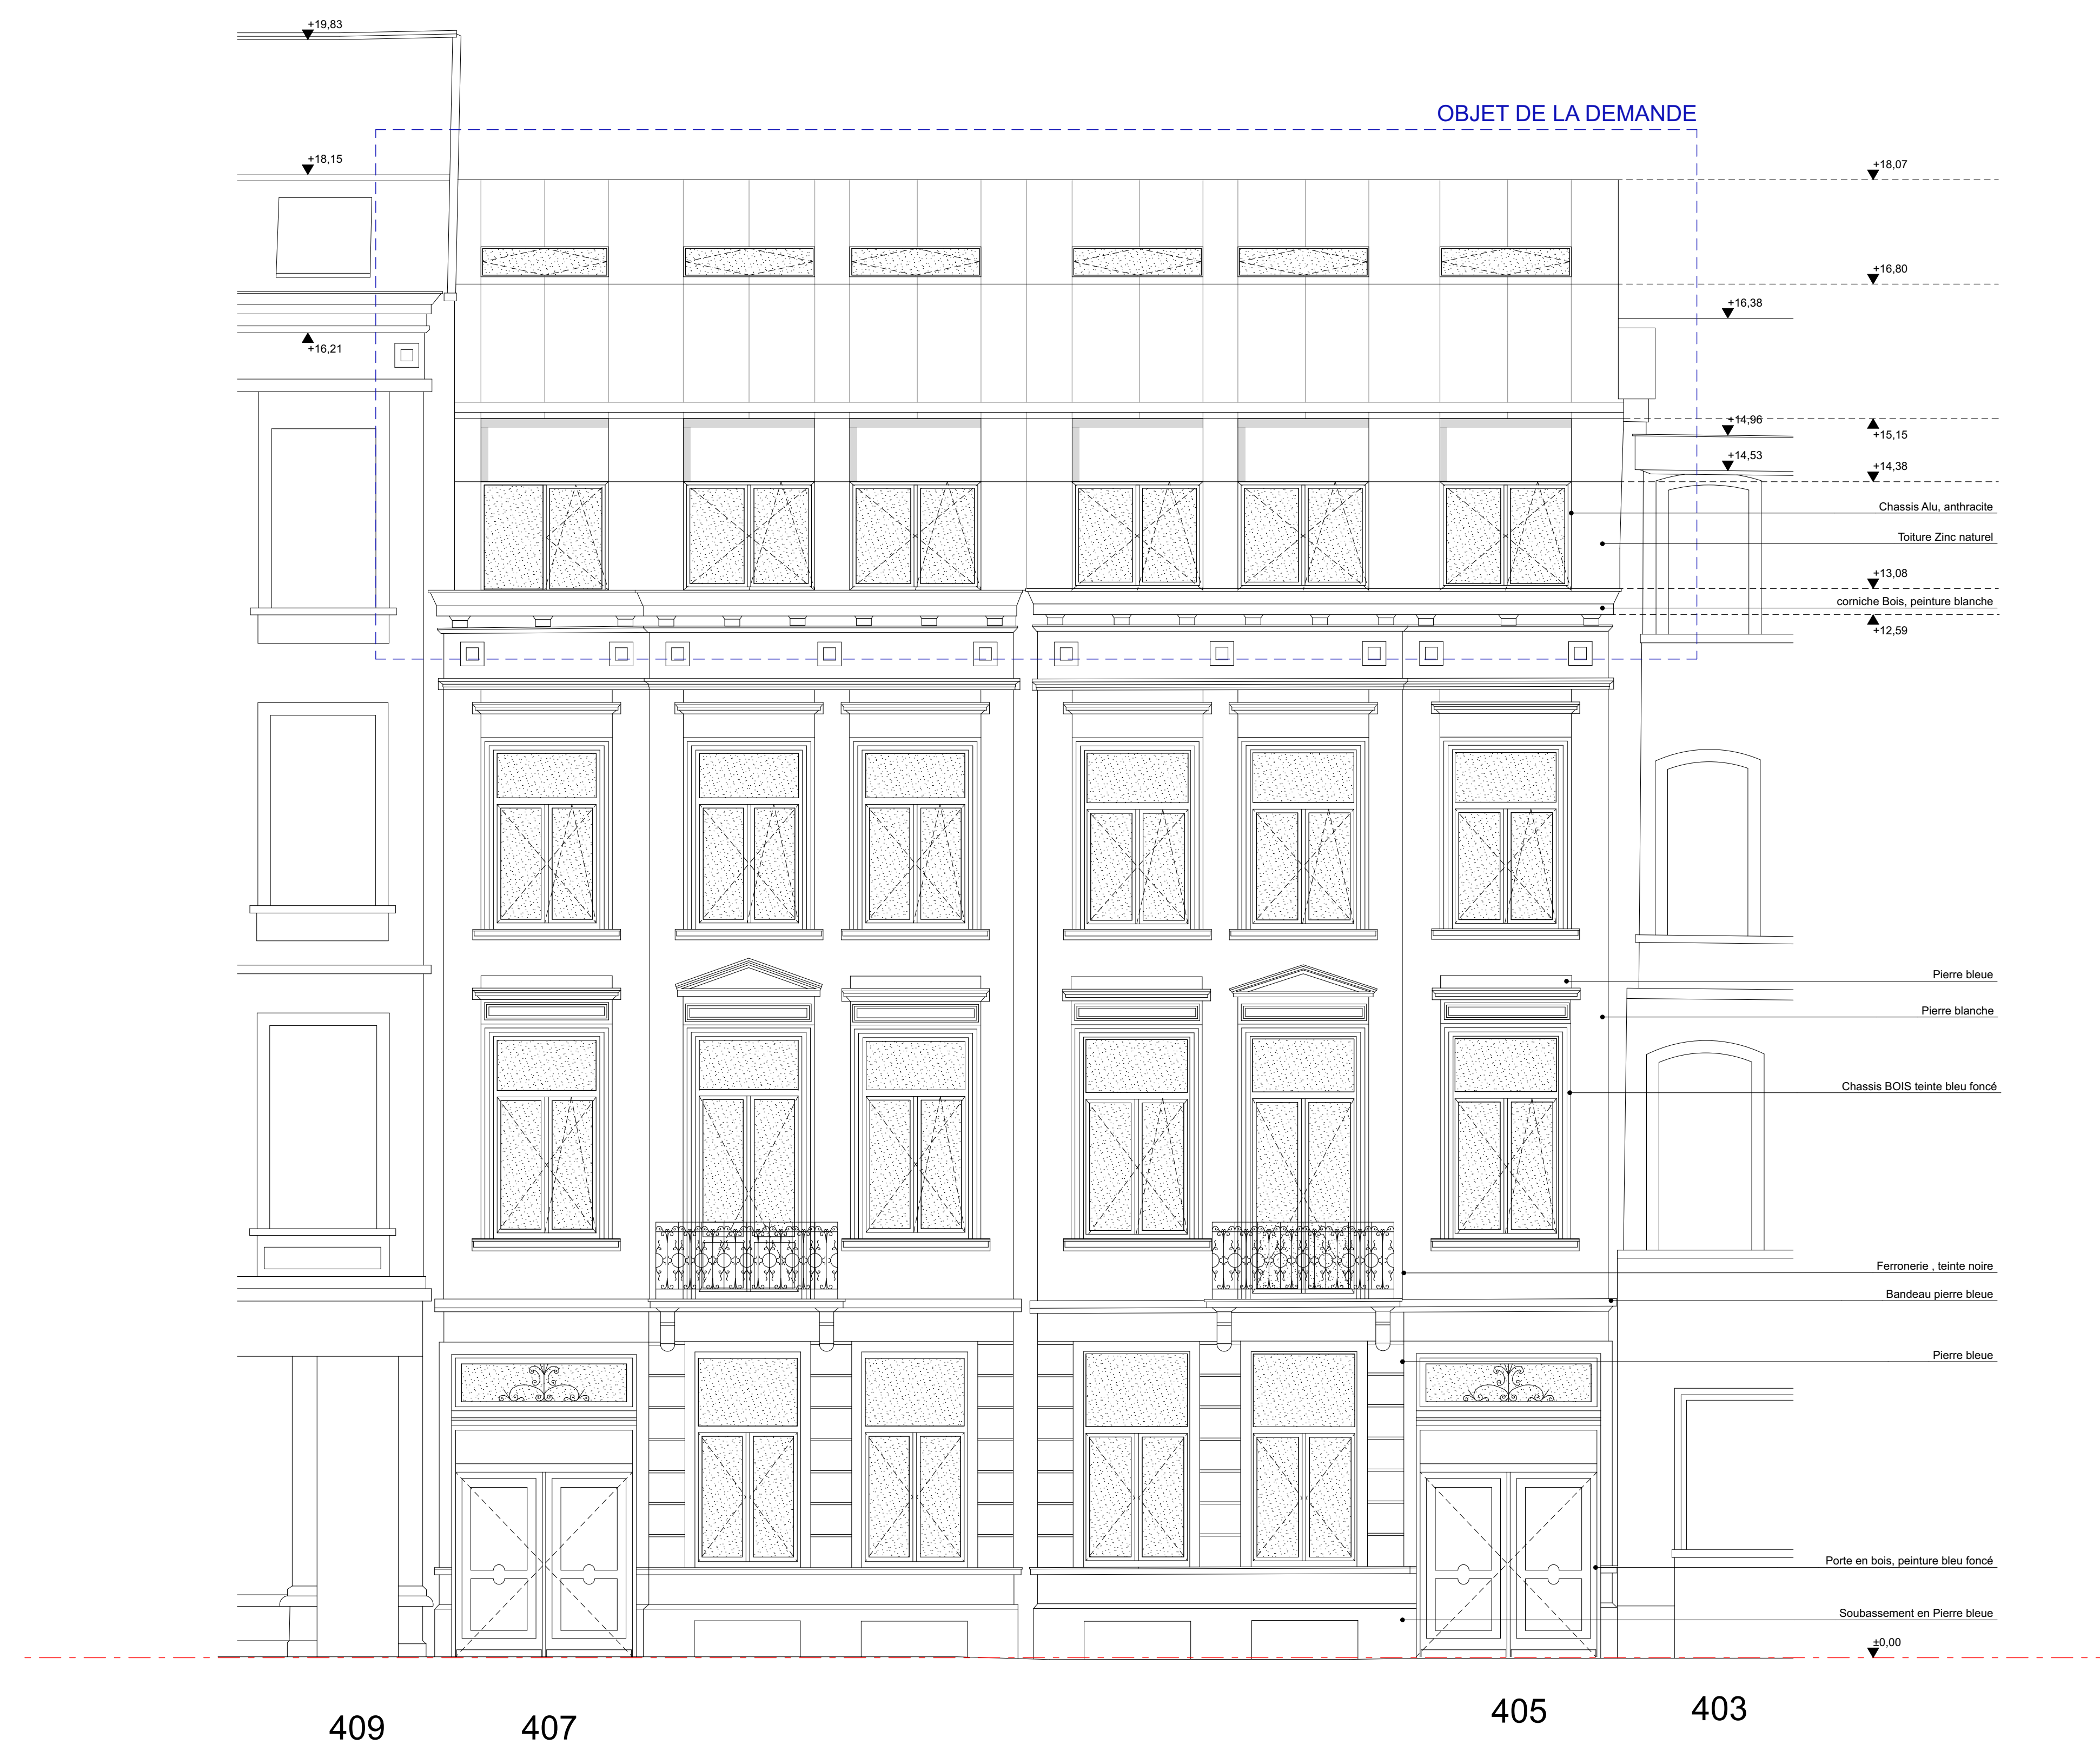 +19,83
OBJET DE LA DEMANDE
+18,15
+18,07
+16,80
+16,38
+16,21
+14,96
+15,15
+14,53
+14,38
Chassis Alu, anthracite
Toiture Zinc naturel
+13,08
corniche Bois, peinture blanche
+12,59
Pierre bleue
Pierre blanche
Chassis BOIS teinte bleu foncé
Ferronerie , teinte noire
Bandeau pierre bleue
Pierre bleue
Porte en bois, peinture bleu foncé
Soubassement en Pierre bleue
±0,00
409
407
405
403